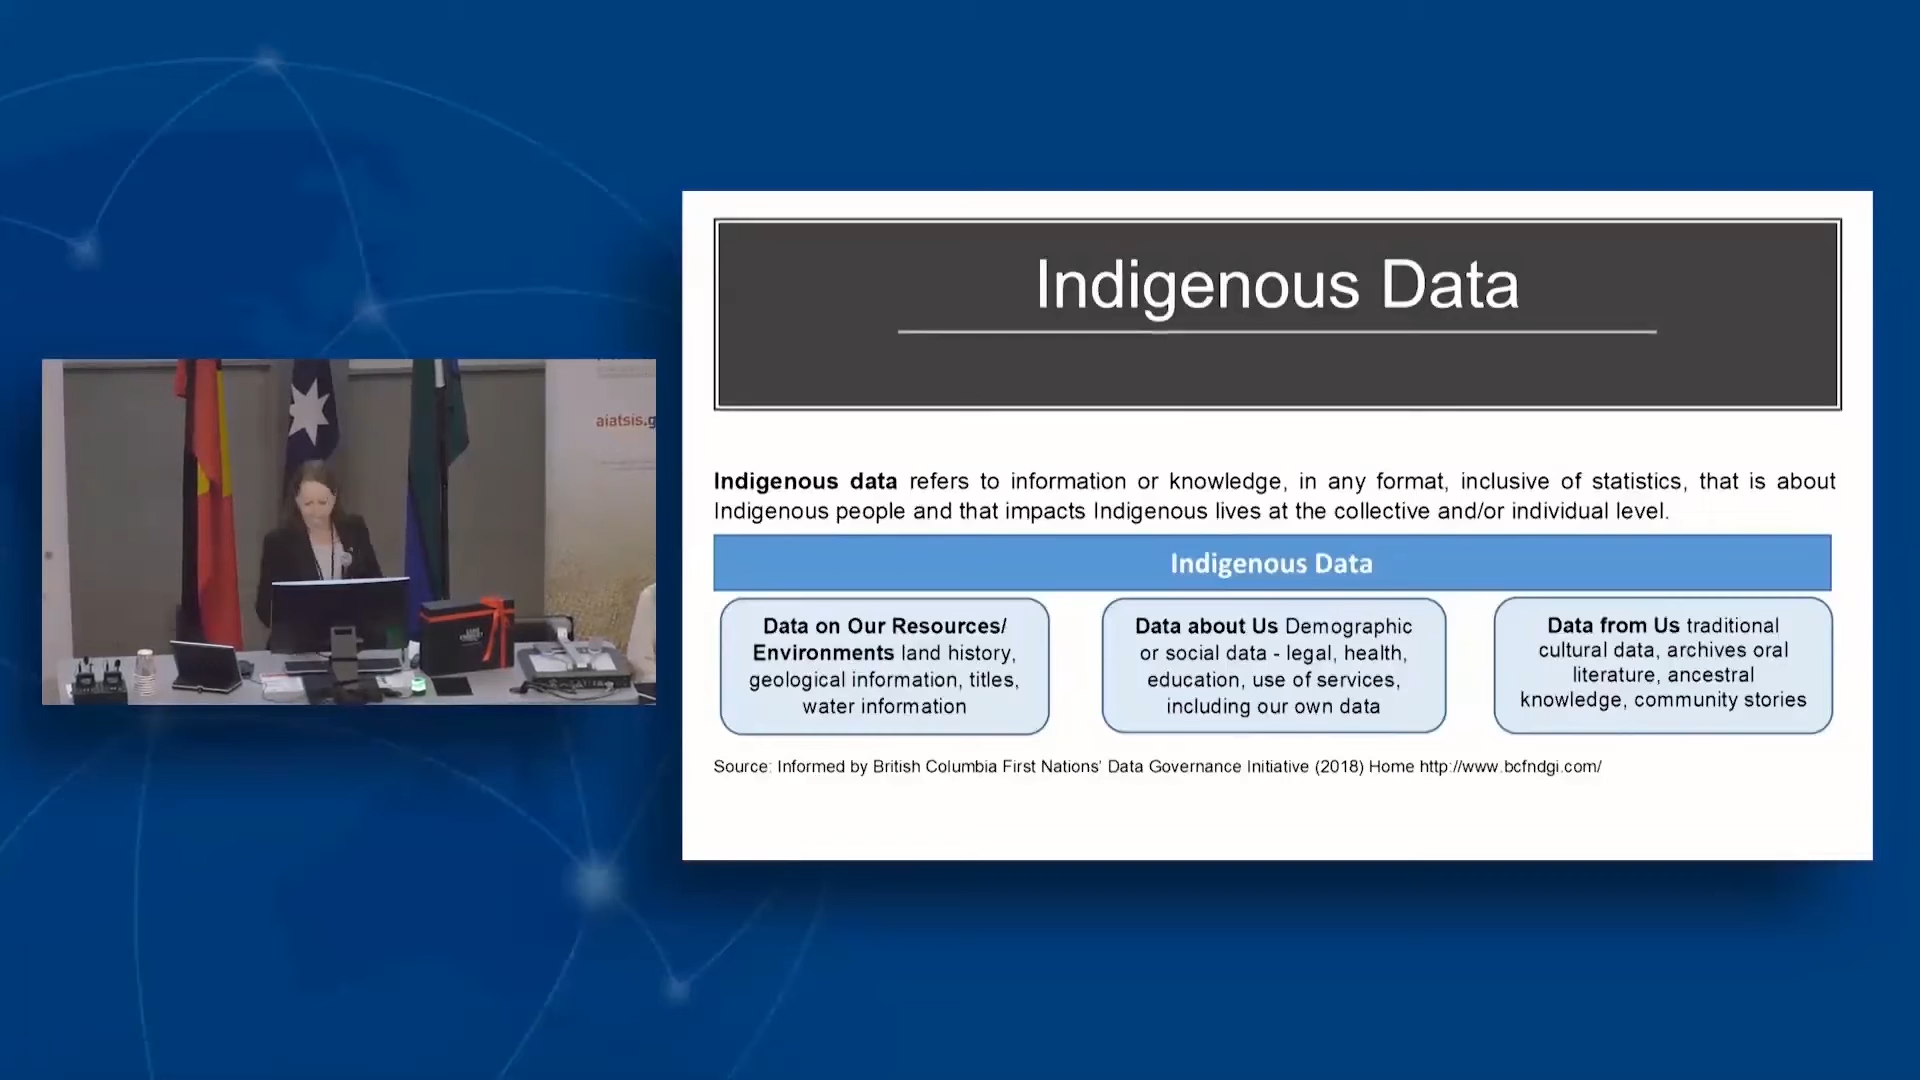 aiatsis.g
Indigenous Data
Indigenous data refers to information or knowledge, in any format, inclusive of statistics, that is about
Indigenous people and that impacts Indigenous lives at the collective and/or individual level.
Indigenous Data
Data on Our Resources/
Environments land history,
geological information, titles,
water information
Data about Us Demographic
or social data - legal, health,
education, use of services,
including our own data
Data from Us traditional
cultural data, archives oral
literature, ancestral
knowledge, community stories
Source: Informed by British Columbia First Nations' Data Governance Initiative (2018) Home http://www.bcfndgi.com/